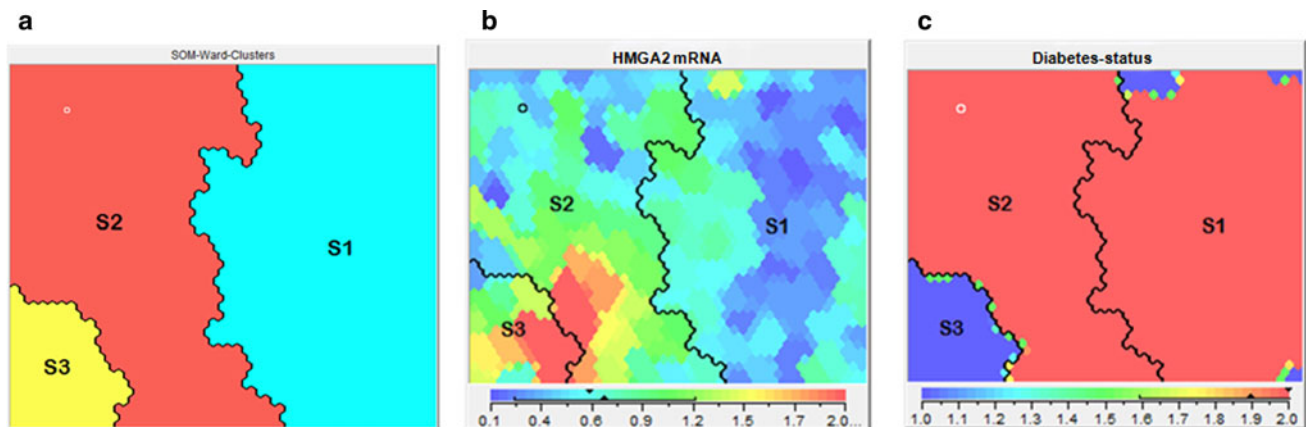 a
SOM-Ward-Clusters
S2
S1
S3
b
HMGA2 mRNA
S2
S1
S3
0.1 0.4 0.6 0.9 1.2 1.5 1.7 2.0...
c
Diabetes-status
S2
S1
S3
1.0 1.1 1.2 1.3 1.4 1.5 1.6 1.7 1.8 1.9 2.0